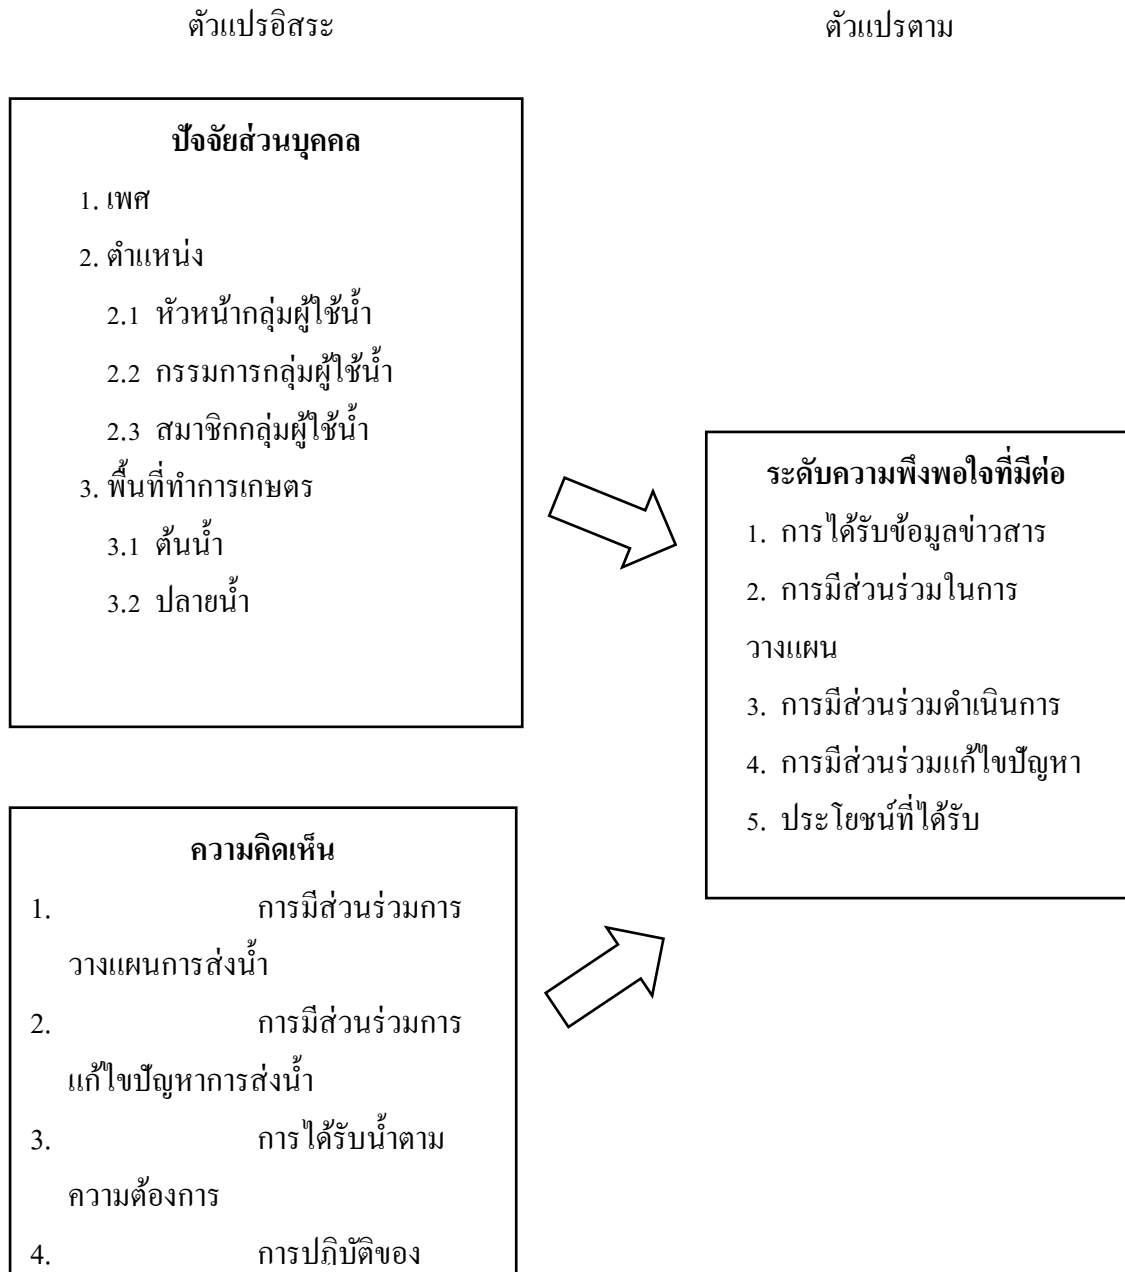 ตัวแปรอิสระ
ตัวแปรตาม
ปัจจัยส่วนบุคคล
1. เพศ
2. ตำแหน่ง
2.1 หัวหน้ากลุ่มผู้ใช้น้ำ
2.2 กรรมการกลุ่มผู้ใช้น้ำ
2.3 สมาชิกกลุ่มผู้ใช้น้ำ
3. พื้นที่ทำการเกษตร
3.1 ต้นน้ำ
3.2 ปลายน้ำ
ความคิดเห็น
1. การมีส่วนร่วมการ
วางแผนการส่งน้ำ
2. การมีส่วนร่วมการ
แก้ไขปัญหาการส่งน้ำ
3. การได้รับน้ำตาม
ความต้องการ
4. การปฏิบัติของ
ระดับความพึงพอใจที่มีต่อ
1. การได้รับข้อมูลข่าวสาร
2. การมีส่วนร่วมในการ
วางแผน
3. การมีส่วนร่วมดำเนินการ
4. การมีส่วนร่วมแก้ไขปัญหา
5. ประโยชน์ที่ได้รับ